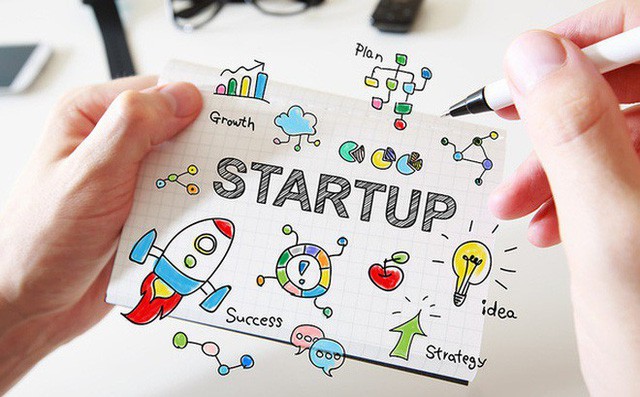 Plan
Growth
STARTUP
idea
Success
Strategy